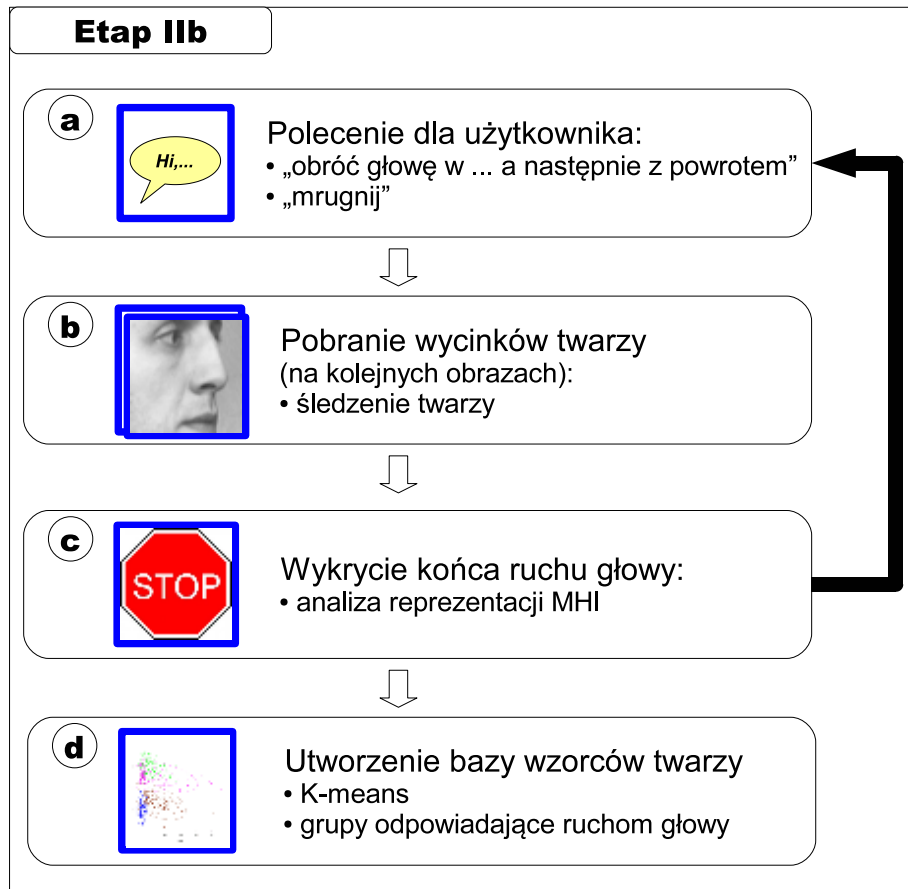 Etap IIb
a
Hi,...
Polecenie dla użytkownika:
• „obróć głowę w ... a następnie z powrotem”
• „mrugnij”
b
Pobranie wycinków twarzy
(na kolejnych obrazach):
• śledzenie twarzy
c
STOP
Wykrycie końca ruchu głowy:
• analiza reprezentacji MHI
d
Utworzenie bazy wzorców twarzy
• K-means
• grupy odpowiadające ruchom głowy